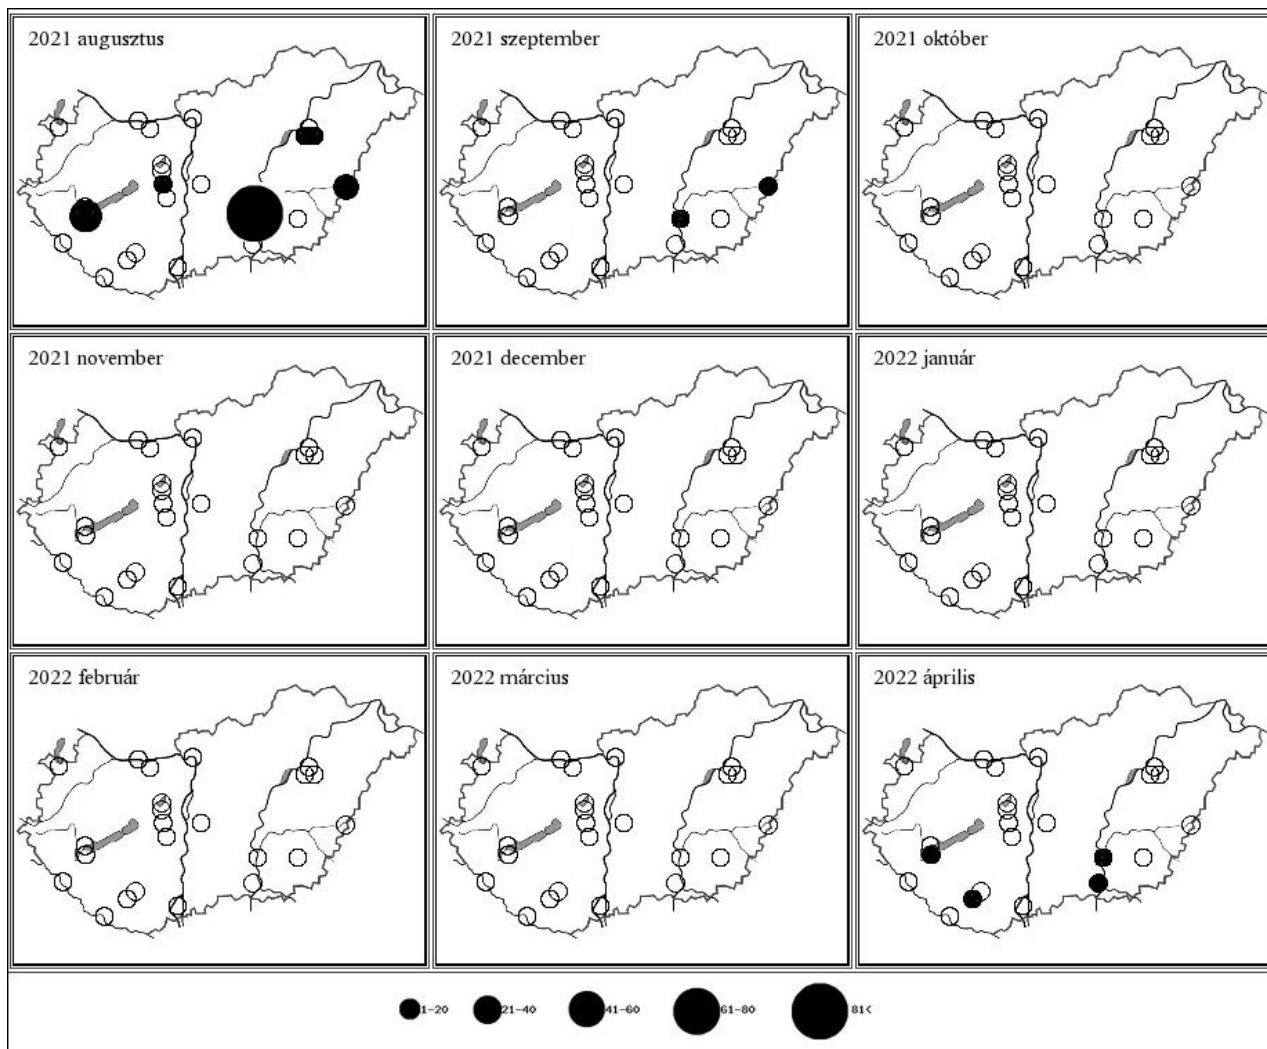 2021 augusztus
2021 szeptember
2021 október
2021 november
2021 december
2022 január
2022 február
2022 március
2022 április
1-20
21-40
41-60
61-80
81<